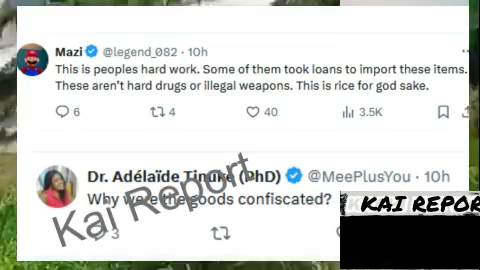 Mazi @legend_082 · 10h
This is peoples hard work. Some of them took loans to import these items.
These aren't hard drugs or illegal weapons. This is rice for god sake.
6 4 40 3.5K
Dr. Adélaïde Tinuke (PhD) @MeePlusYou · 10h
Why were the goods confiscated?
Kai Report
KAI REPOR
3